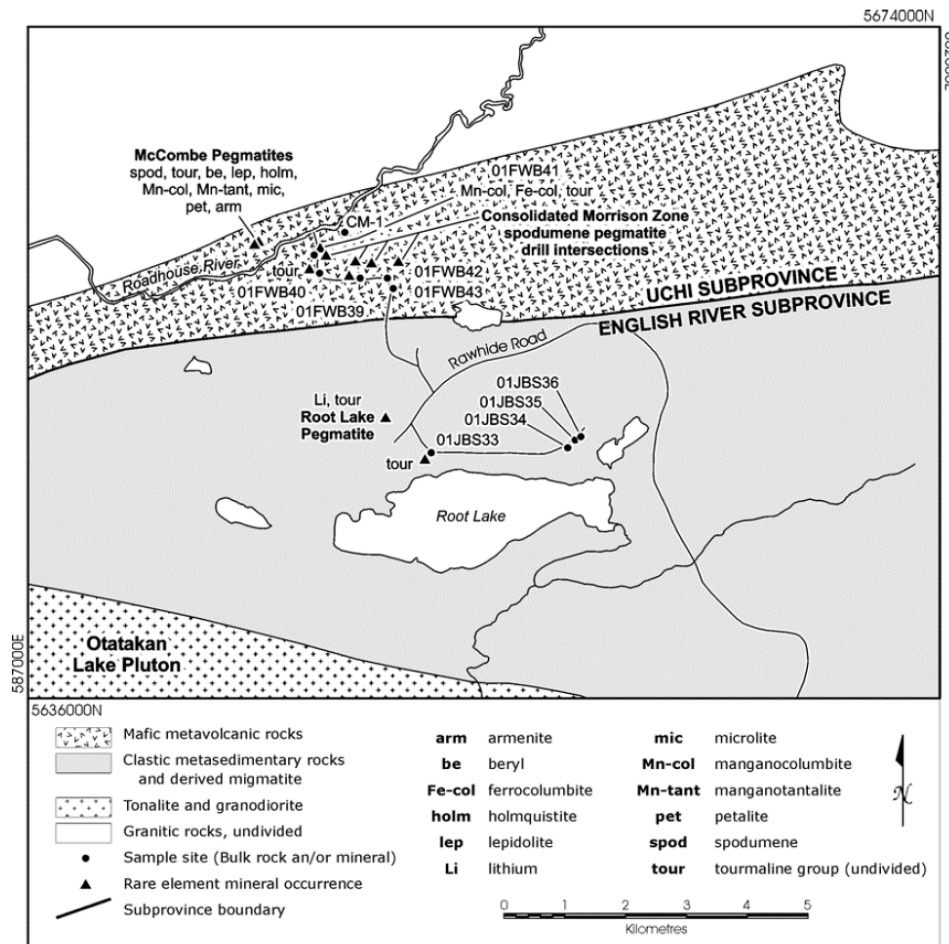 5674000N
McCombe Pegmatites
spod, tour, be, lep, holm,
Mn-col, Mn-tant, mic,
pet, arm
01FWB41
Mn-col, Fe-col, tour
CM-1
Consolidated Morrison Zone
spodumene pegmatite
drill intersections
Roadhouse River
tour
01FWB40
01FWB42
01FWB43
01FWB39
UCHI SUBPROVINCE
ENGLISH RIVER SUBPROVINCE
Rawhide Road
01JBS36
01JBS35
01JBS34
01JBS33
Li, tour
Root Lake
Pegmatite
tour
Root Lake
Otatakan
Lake Pluton
587000E
5636000N
Mafic metavolcanic rocks
Clastic metasedimentary rocks
and derived migmatite
Tonalite and granodiorite
Granitic rocks, undivided
Sample site (Bulk rock an/or mineral)
Rare element mineral occurrence
Subprovince boundary
arm armenite
be beryl
Fe-col ferrocolumbite
holm holmquistite
lep lepidolite
Li lithium
mic microlite
Mn-col manganocolumbite
Mn-tant manganotantalite
pet petalite
spod spodumene
tour tourmaline group (undivided)
N
0 1 2 3 4 5
Kilometres